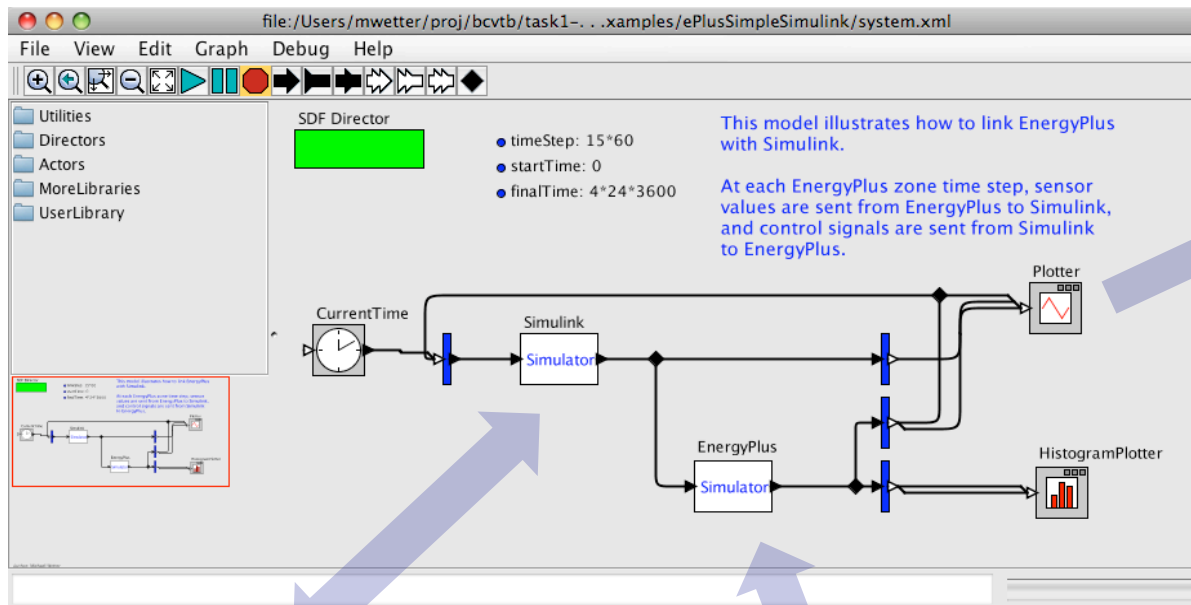 file:/Users/mwetter/proj/bcvtb/task1-. . .xamples/ePlusSimpleSimulink/system.xml
File View Edit Graph Debug Help
Utilities
Directors
Actors
MoreLibraries
UserLibrary
SDF Director
timeStep: 15*60
startTime: 0
finalTime: 4*24*3600
This model illustrates how to link EnergyPlus
with Simulink.
At each EnergyPlus zone time step, sensor
values are sent from EnergyPlus to Simulink,
and control signals are sent from Simulink
to EnergyPlus.
Plotter
CurrentTime
Simulink
Simulator
EnergyPlus
Simulator
HistogramPlotter